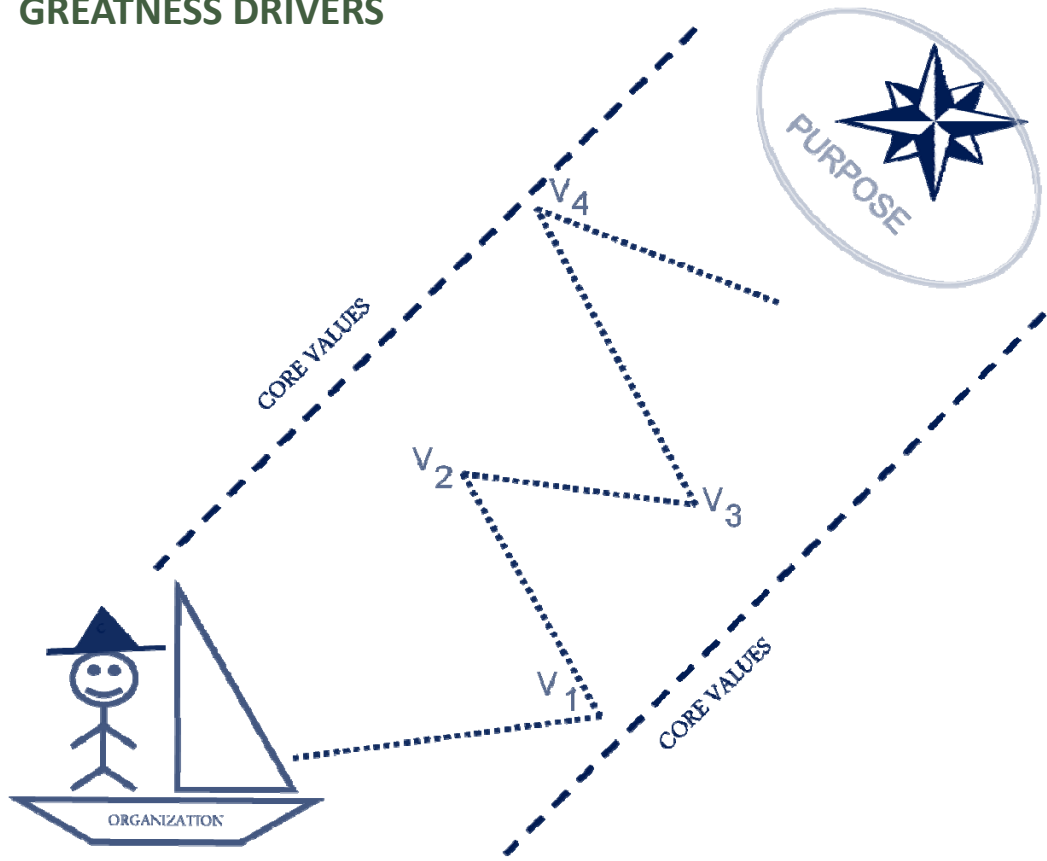 GREATNESS DRIVERS
PURPOSE
V4
CORE VALUES
V2
V3
V1
CORE VALUES
C
ORGANIZATION